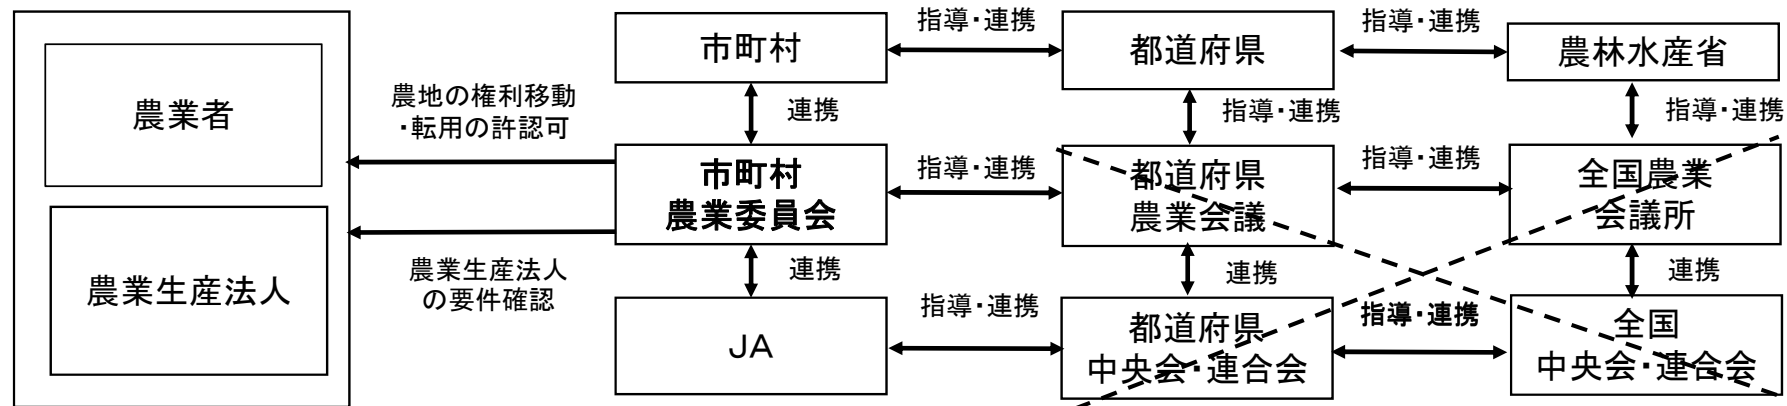 農業者
農業生産法人
農地の権利移動
・転用の許認可
農業生産法人
の要件確認
市町村
指導・連携
都道府県
指導・連携
農林水産省
連携
指導・連携
指導・連携
市町村
農業委員会
指導・連携
都道府県
農業会議
指導・連携
全国農業
会議所
連携
連携
連携
JA
指導・連携
都道府県
中央会・連合会
指導・連携
全国
中央会・連合会